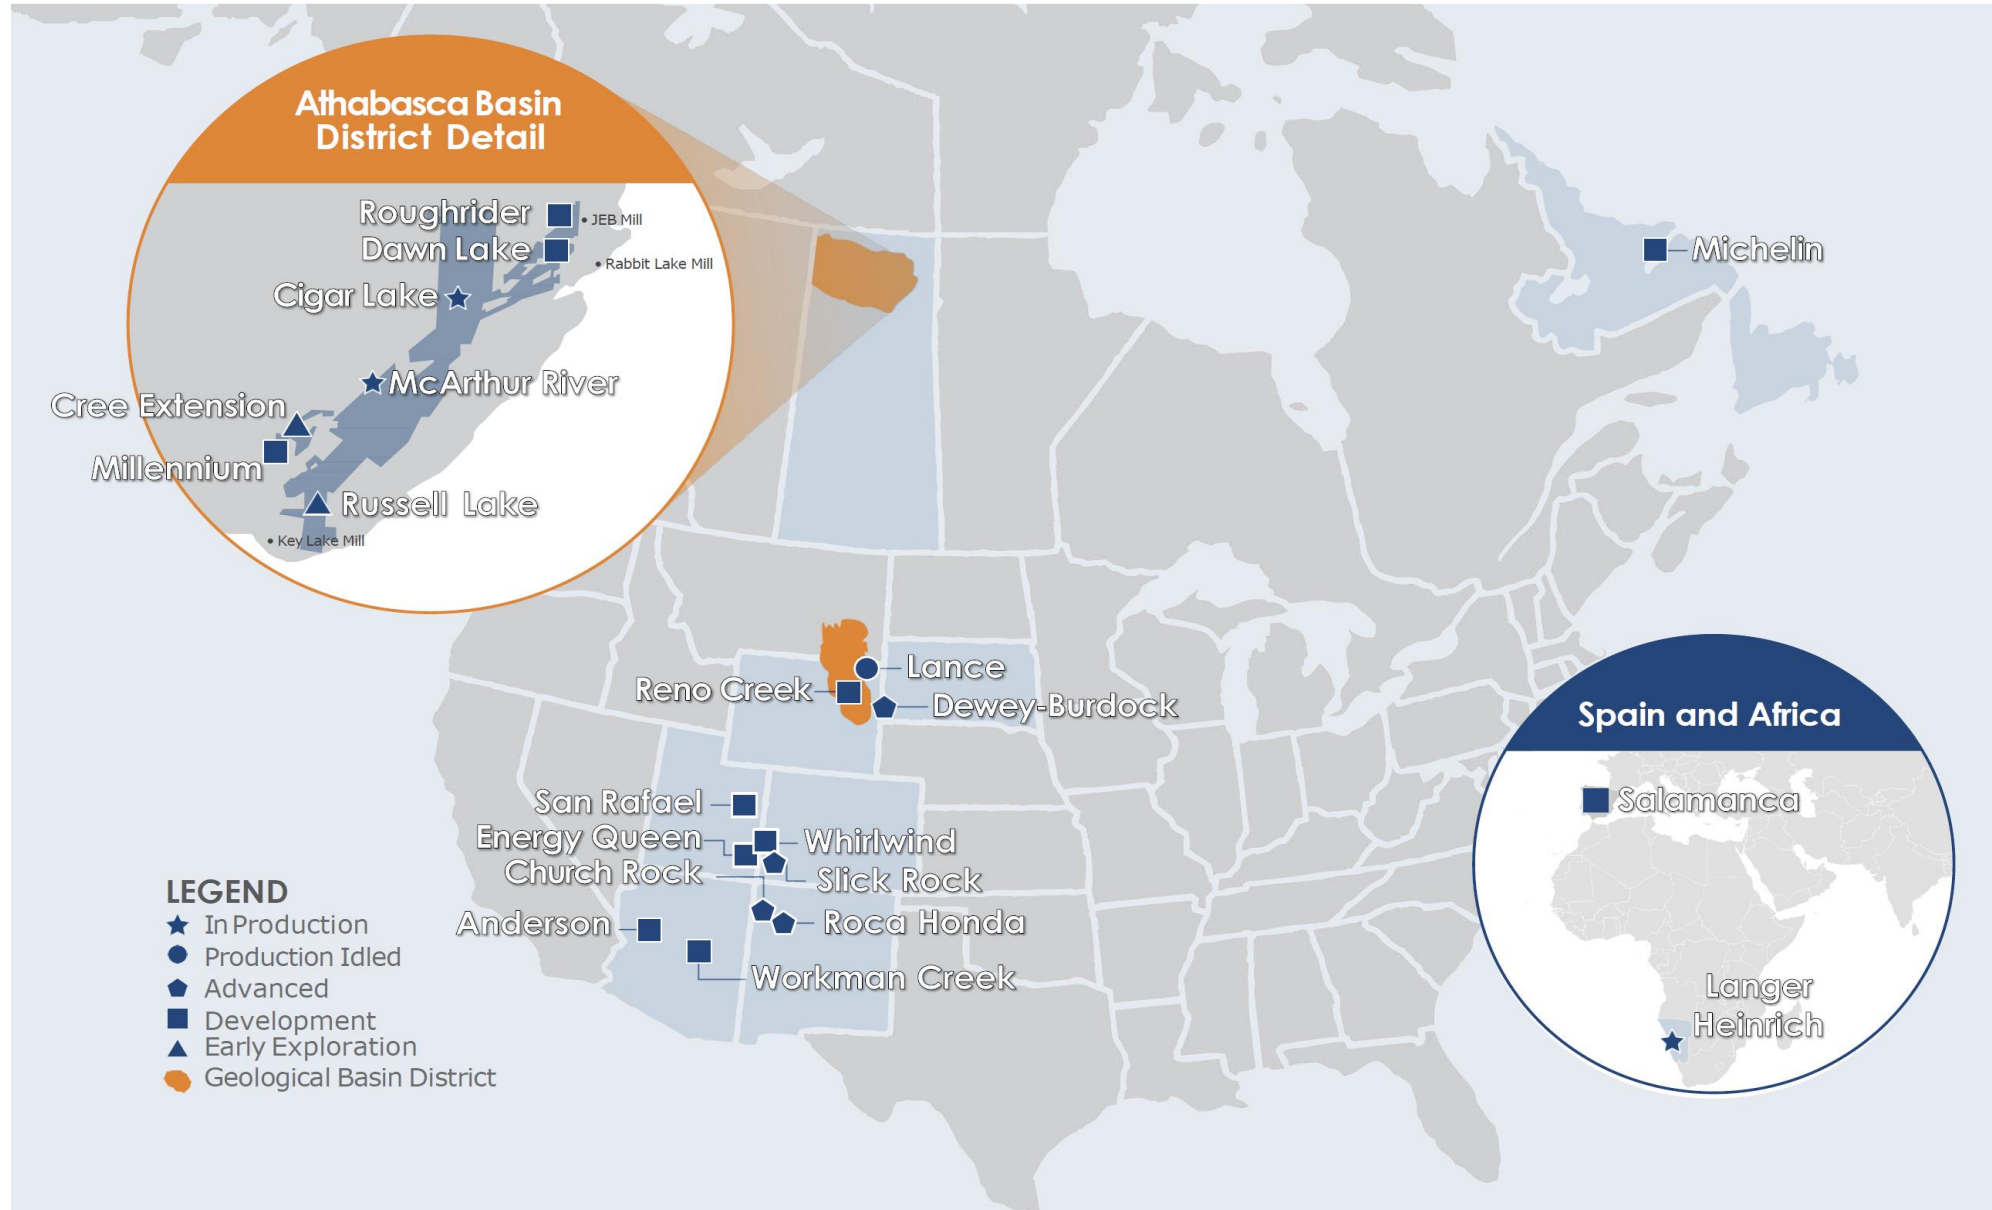 Athabasca Basin
District Detail
Roughrider
JEB Mill
Dawn Lake
Rabbit Lake Mill
Cigar Lake
McArthur River
Cree Extension
Millennium
Russell Lake
Key Lake Mill
Michelin
Lance
Reno Creek
Dewey-Burdock
San Rafael
Energy Queen
Whirlwind
Church Rock
Slick Rock
Anderson
Roca Honda
Workman Creek
LEGEND
In Production
Production Idled
Advanced
Development
Early Exploration
Geological Basin District
Spain and Africa
Salamanca
Langer
Heinrich